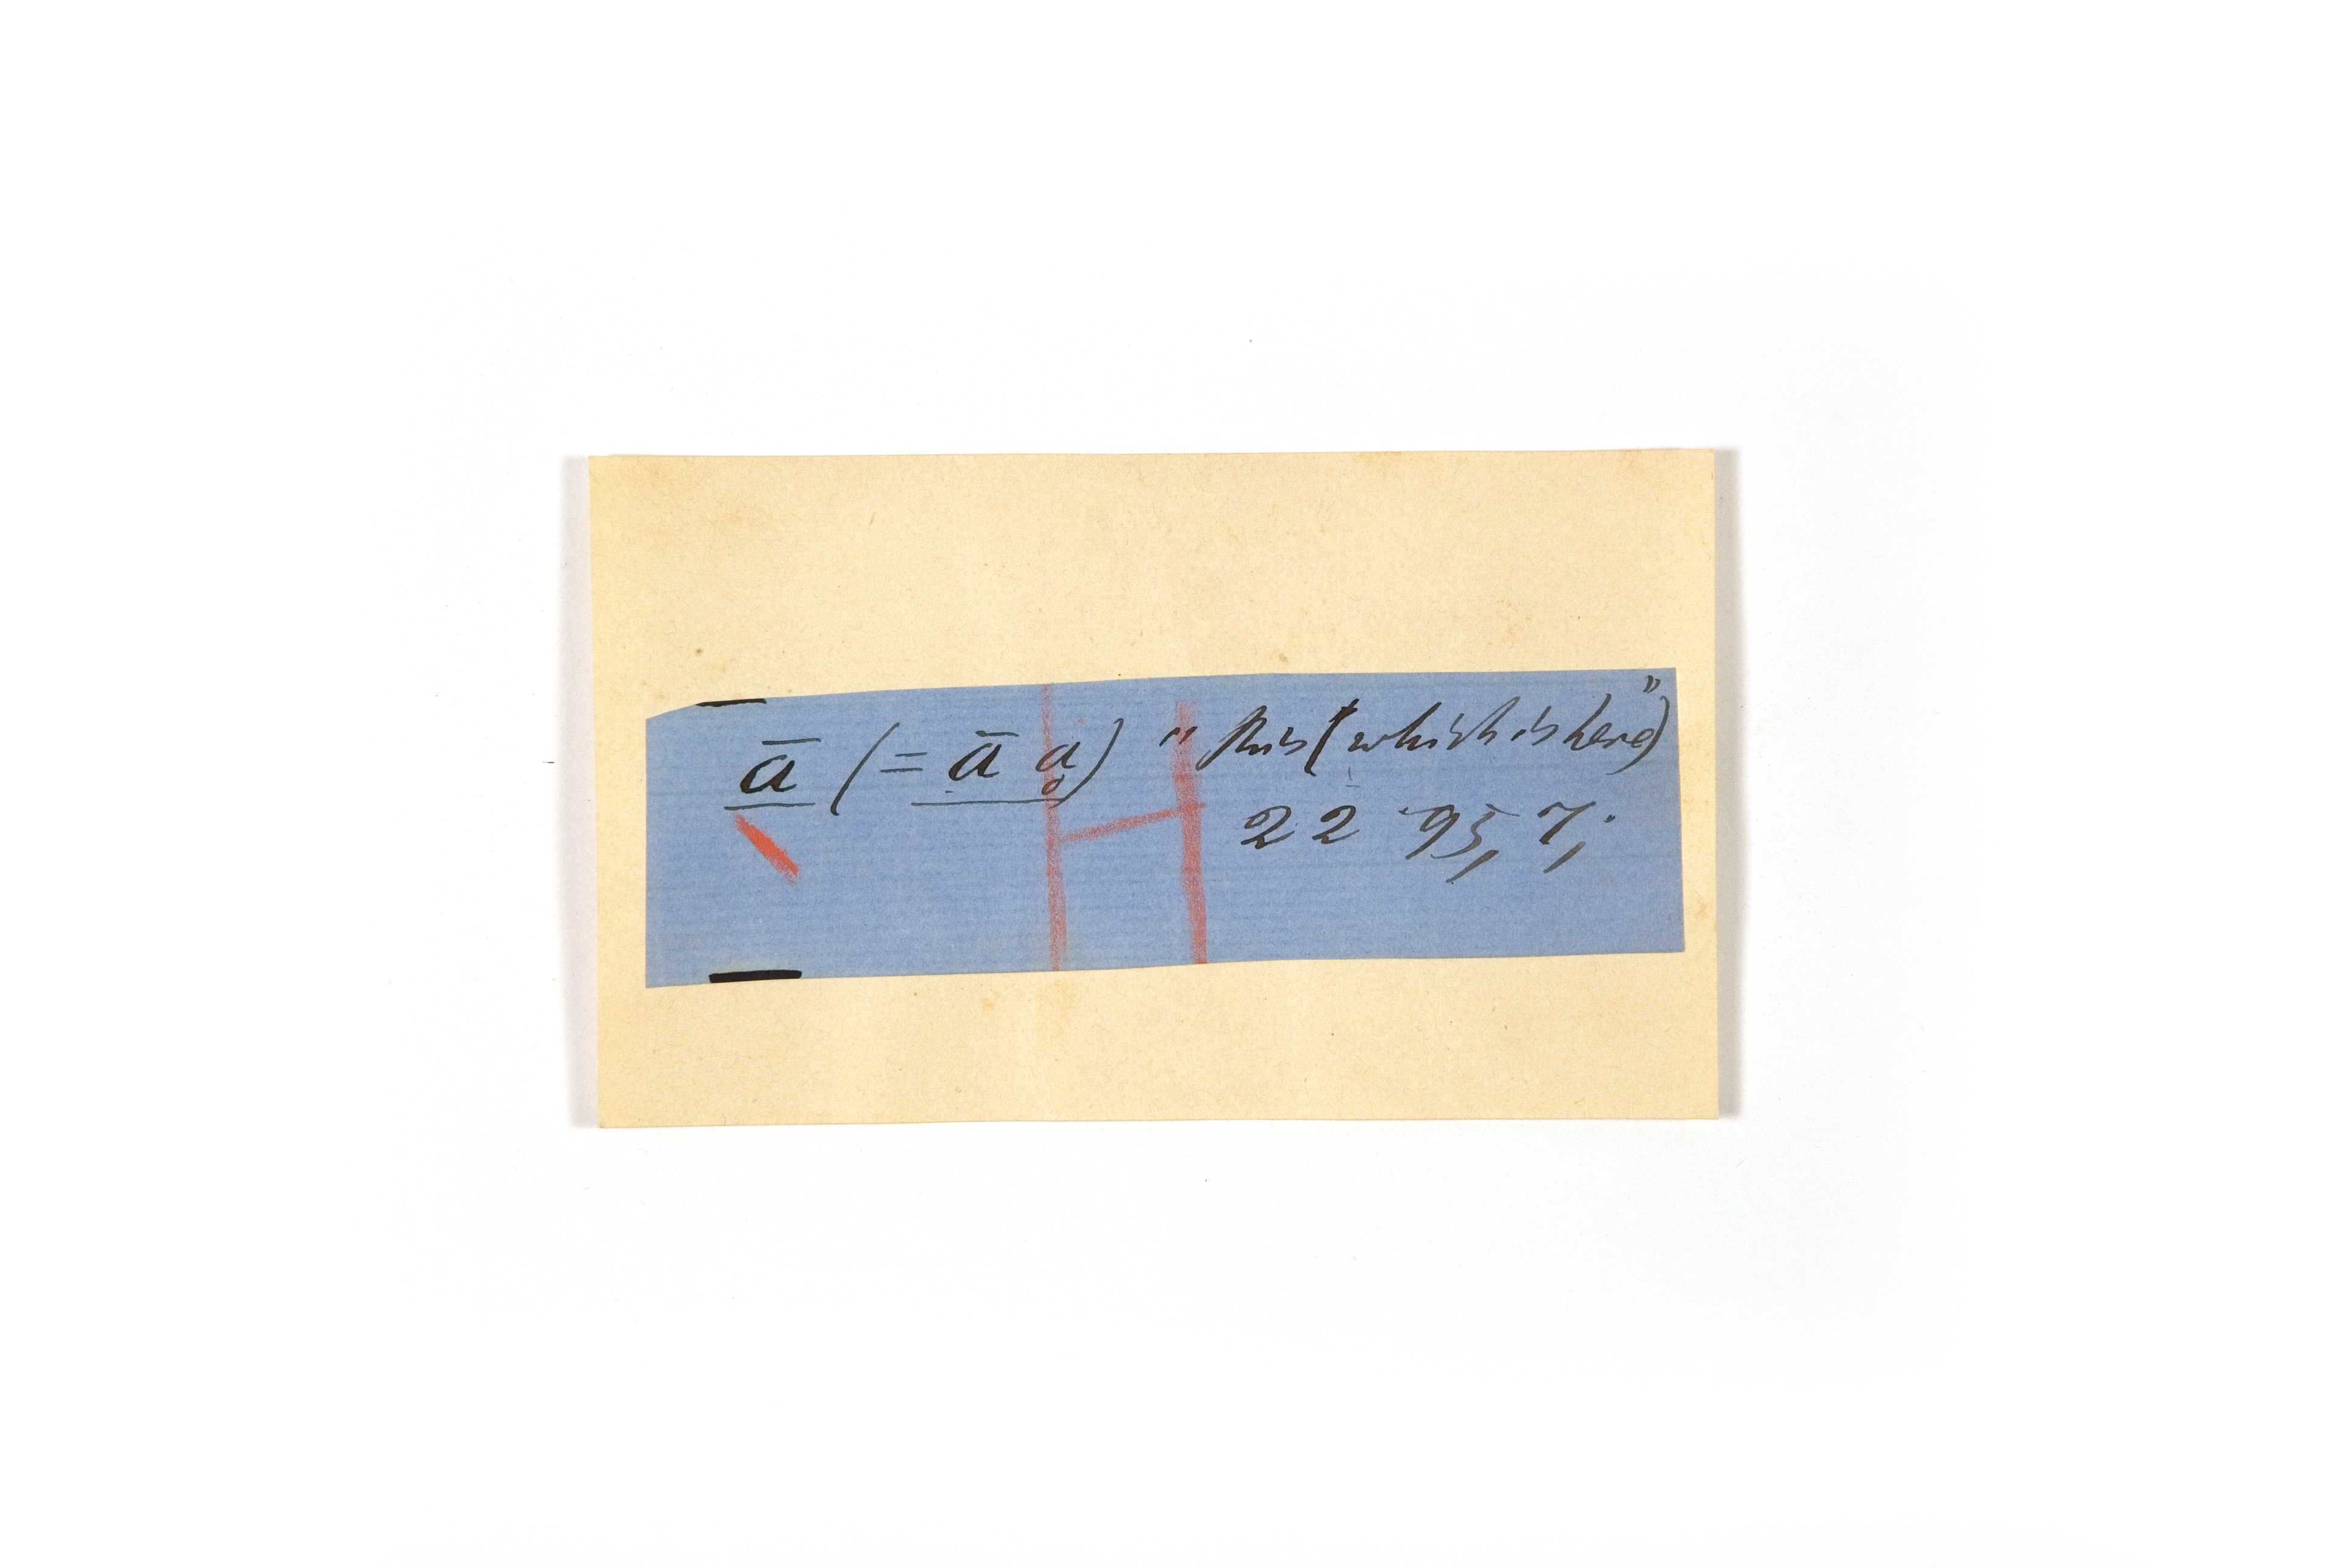 ā (= ā ḁ) "this (which is here)"
22 95, 7,·